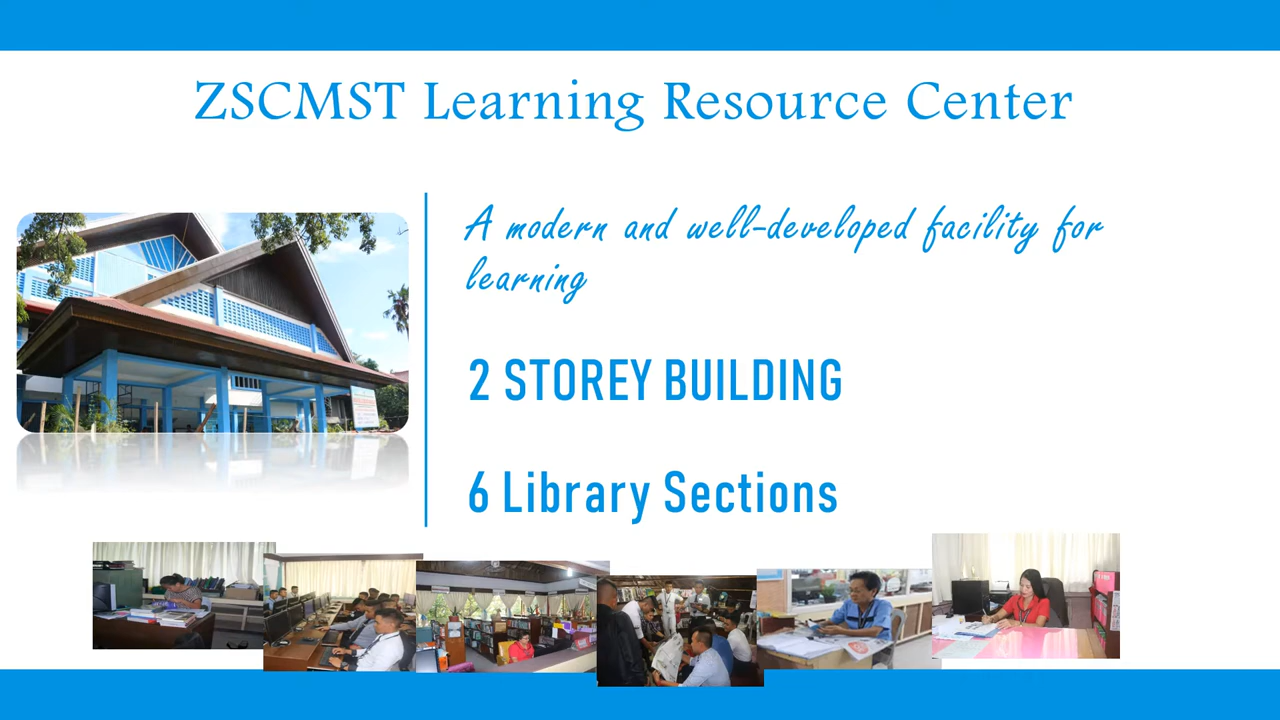 ZSCMST Learning Resource Center
A modern and well-developed facility for
learning
2 STOREY BUILDING
6 Library Sections